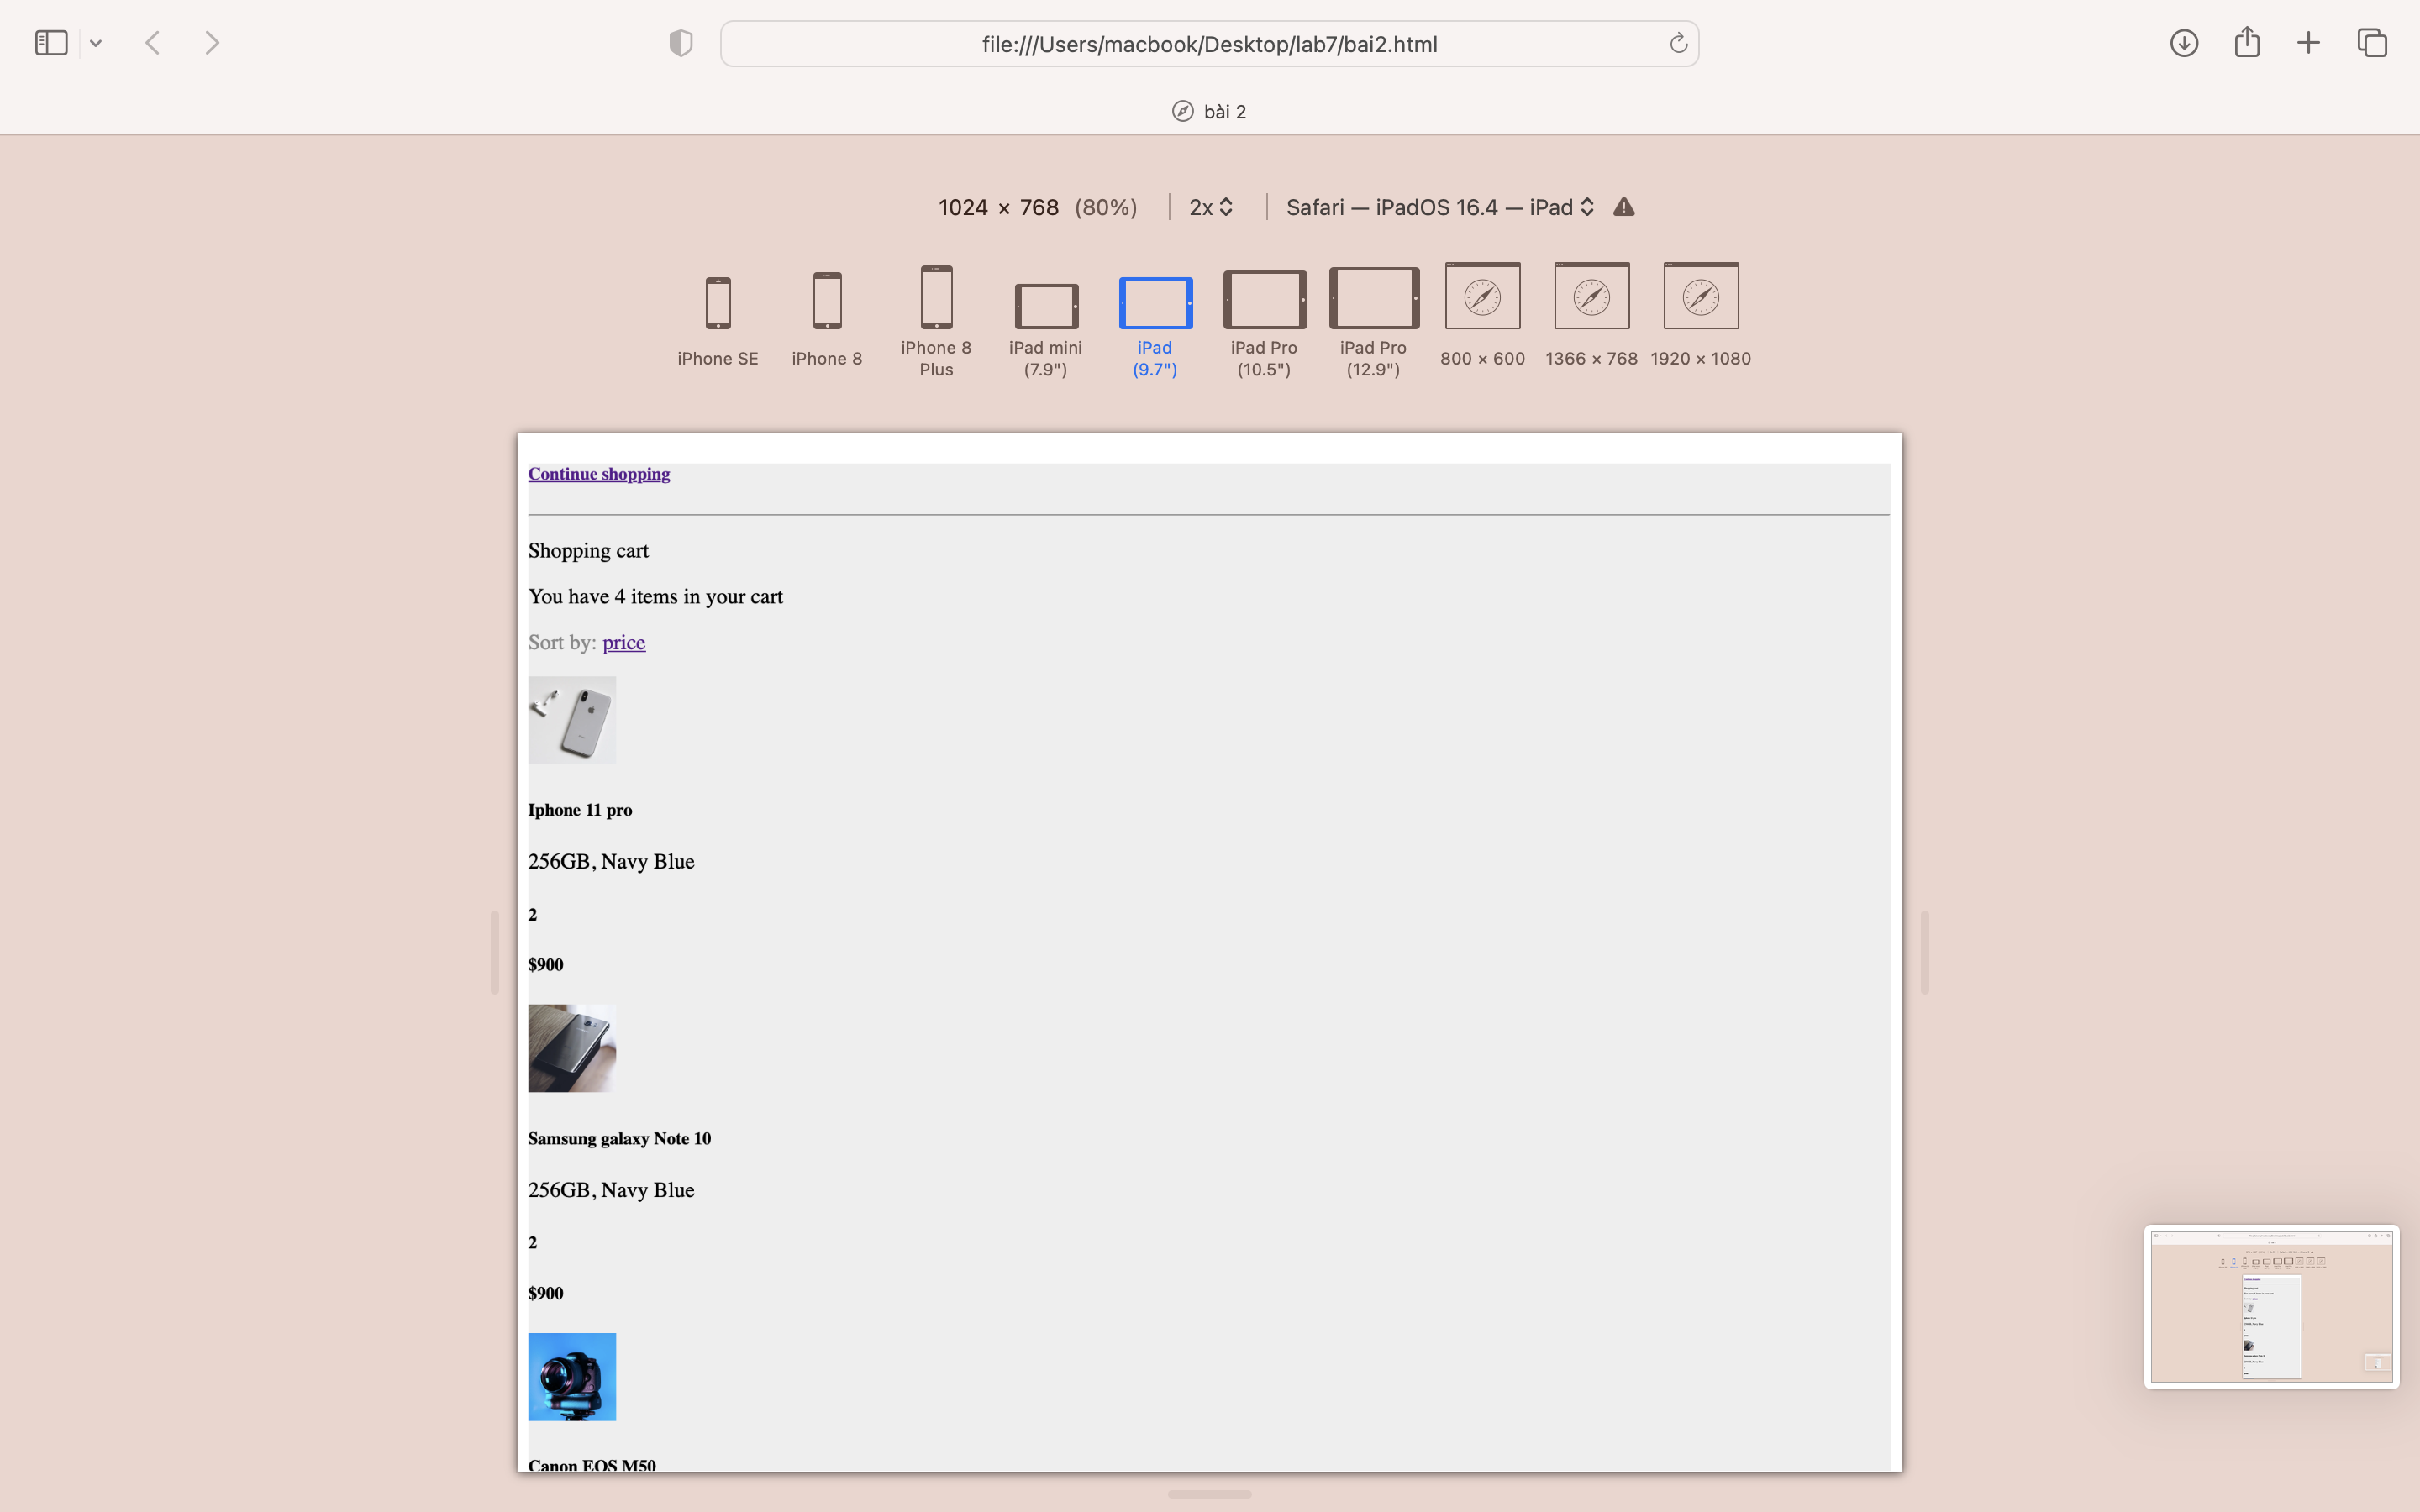 file:///Users/macbook/Desktop/lab7/bai2.html
bài 2
1024 × 768 (80%) 2x Safari — iPadOS 16.4 — iPad
iPhone SE
iPhone 8
iPhone 8
Plus
iPad mini
(7.9")
iPad
(9.7")
iPad Pro
(10.5")
iPad Pro
(12.9")
800 × 600
1366 × 768
1920 × 1080
Continue shopping
Shopping cart
You have 4 items in your cart
Sort by: price
Iphone 11 pro
256GB, Navy Blue
2
$900
Samsung galaxy Note 10
256GB, Navy Blue
2
$900
Canon EOS M50